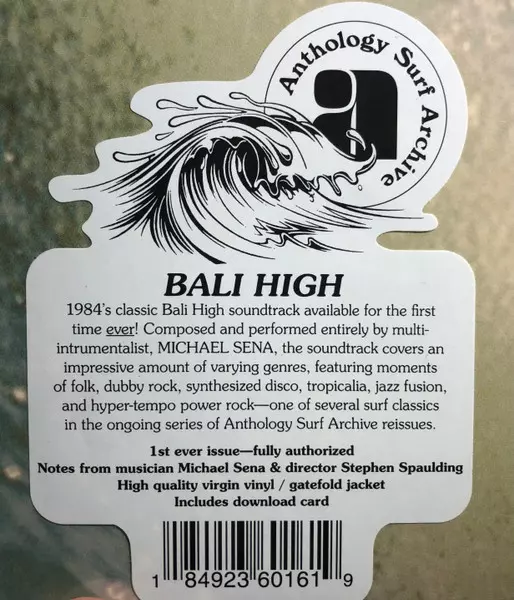 Anthology Surf Archive
a
BALI HIGH
1984's classic Bali High soundtrack available for the first
time ever! Composed and performed entirely by multi-
intrumentalist, MICHAEL SENA, the soundtrack covers an
impressive amount of varying genres, featuring moments
of folk, dubby rock, synthesized disco, tropicalia, jazz fusion,
and hyper-tempo power rock—one of several surf classics
in the ongoing series of Anthology Surf Archive reissues.
1st ever issue—fully authorized
Notes from musician Michael Sena & director Stephen Spaulding
High quality virgin vinyl / gatefold jacket
Includes download card
1 84923 60161 9